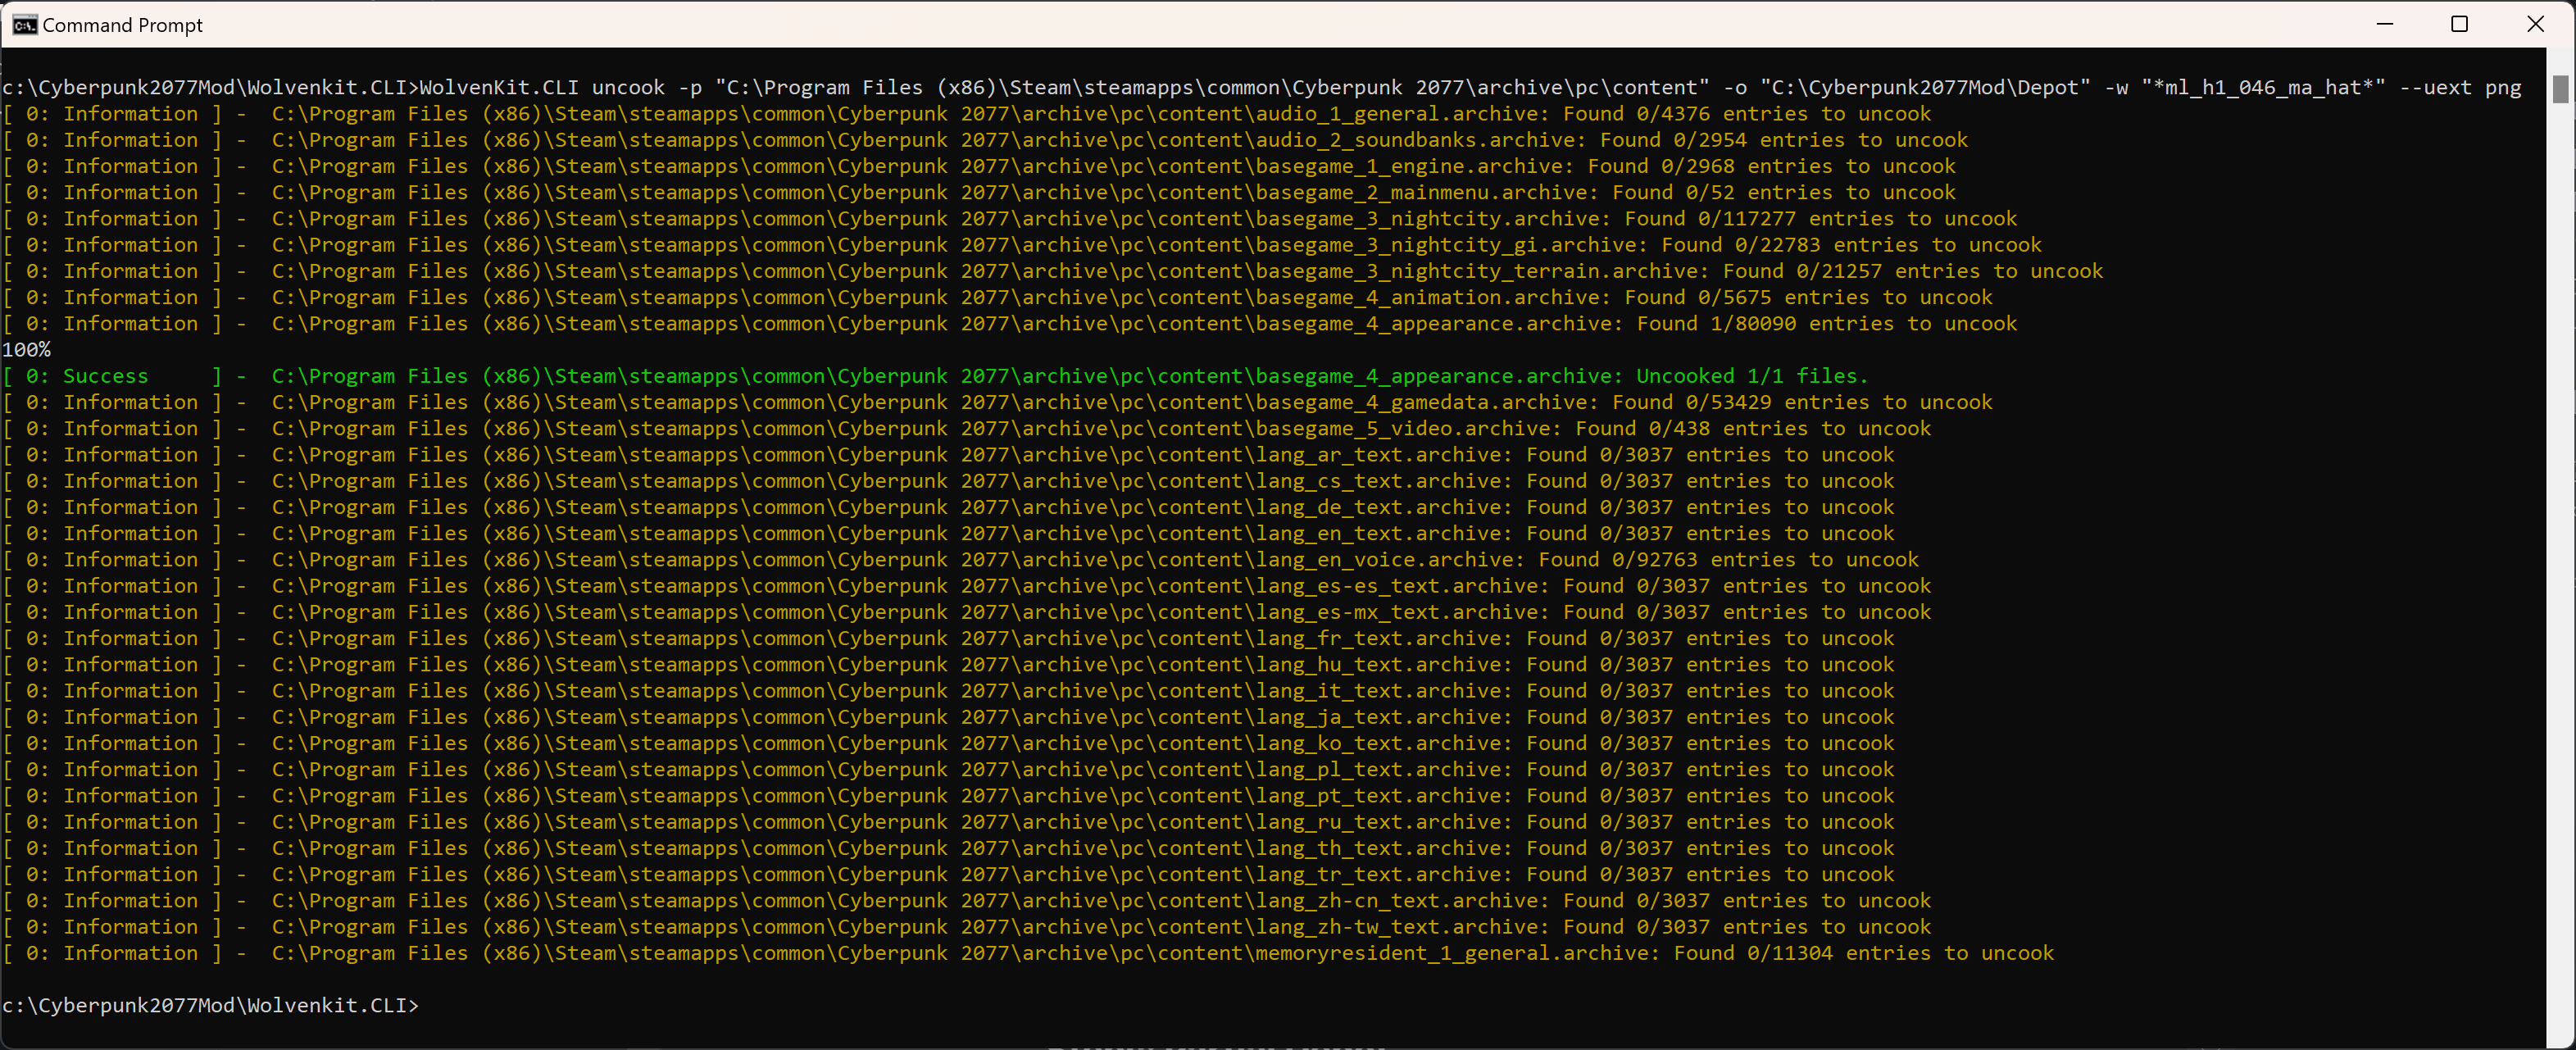 Command Prompt
c:\Cyberpunk2077Mod\Wolvenkit.CLI>WolvenKit.CLI uncook -p "C:\Program Files (x86)\Steam\steamapps\common\Cyberpunk 2077\archive\pc\content" -o "C:\Cyberpunk2077Mod\Depot" -w "*ml_h1_046_ma_hat*" --uext png
[ 0: Information ] -  C:\Program Files (x86)\Steam\steamapps\common\Cyberpunk 2077\archive\pc\content\audio_1_general.archive: Found 0/4376 entries to uncook
[ 0: Information ] -  C:\Program Files (x86)\Steam\steamapps\common\Cyberpunk 2077\archive\pc\content\audio_2_soundbanks.archive: Found 0/2954 entries to uncook
[ 0: Information ] -  C:\Program Files (x86)\Steam\steamapps\common\Cyberpunk 2077\archive\pc\content\basegame_1_engine.archive: Found 0/2968 entries to uncook
[ 0: Information ] -  C:\Program Files (x86)\Steam\steamapps\common\Cyberpunk 2077\archive\pc\content\basegame_2_mainmenu.archive: Found 0/52 entries to uncook
[ 0: Information ] -  C:\Program Files (x86)\Steam\steamapps\common\Cyberpunk 2077\archive\pc\content\basegame_3_nightcity.archive: Found 0/117277 entries to uncook
[ 0: Information ] -  C:\Program Files (x86)\Steam\steamapps\common\Cyberpunk 2077\archive\pc\content\basegame_3_nightcity_gi.archive: Found 0/22783 entries to uncook
[ 0: Information ] -  C:\Program Files (x86)\Steam\steamapps\common\Cyberpunk 2077\archive\pc\content\basegame_3_nightcity_terrain.archive: Found 0/21257 entries to uncook
[ 0: Information ] -  C:\Program Files (x86)\Steam\steamapps\common\Cyberpunk 2077\archive\pc\content\basegame_4_animation.archive: Found 0/5675 entries to uncook
[ 0: Information ] -  C:\Program Files (x86)\Steam\steamapps\common\Cyberpunk 2077\archive\pc\content\basegame_4_appearance.archive: Found 1/80090 entries to uncook
100%
[ 0: Success     ] -  C:\Program Files (x86)\Steam\steamapps\common\Cyberpunk 2077\archive\pc\content\basegame_4_appearance.archive: Uncooked 1/1 files.
[ 0: Information ] -  C:\Program Files (x86)\Steam\steamapps\common\Cyberpunk 2077\archive\pc\content\basegame_4_gamedata.archive: Found 0/53429 entries to uncook
[ 0: Information ] -  C:\Program Files (x86)\Steam\steamapps\common\Cyberpunk 2077\archive\pc\content\basegame_5_video.archive: Found 0/438 entries to uncook
[ 0: Information ] -  C:\Program Files (x86)\Steam\steamapps\common\Cyberpunk 2077\archive\pc\content\lang_ar_text.archive: Found 0/3037 entries to uncook
[ 0: Information ] -  C:\Program Files (x86)\Steam\steamapps\common\Cyberpunk 2077\archive\pc\content\lang_cs_text.archive: Found 0/3037 entries to uncook
[ 0: Information ] -  C:\Program Files (x86)\Steam\steamapps\common\Cyberpunk 2077\archive\pc\content\lang_de_text.archive: Found 0/3037 entries to uncook
[ 0: Information ] -  C:\Program Files (x86)\Steam\steamapps\common\Cyberpunk 2077\archive\pc\content\lang_en_text.archive: Found 0/3037 entries to uncook
[ 0: Information ] -  C:\Program Files (x86)\Steam\steamapps\common\Cyberpunk 2077\archive\pc\content\lang_en_voice.archive: Found 0/92763 entries to uncook
[ 0: Information ] -  C:\Program Files (x86)\Steam\steamapps\common\Cyberpunk 2077\archive\pc\content\lang_es-es_text.archive: Found 0/3037 entries to uncook
[ 0: Information ] -  C:\Program Files (x86)\Steam\steamapps\common\Cyberpunk 2077\archive\pc\content\lang_es-mx_text.archive: Found 0/3037 entries to uncook
[ 0: Information ] -  C:\Program Files (x86)\Steam\steamapps\common\Cyberpunk 2077\archive\pc\content\lang_fr_text.archive: Found 0/3037 entries to uncook
[ 0: Information ] -  C:\Program Files (x86)\Steam\steamapps\common\Cyberpunk 2077\archive\pc\content\lang_hu_text.archive: Found 0/3037 entries to uncook
[ 0: Information ] -  C:\Program Files (x86)\Steam\steamapps\common\Cyberpunk 2077\archive\pc\content\lang_it_text.archive: Found 0/3037 entries to uncook
[ 0: Information ] -  C:\Program Files (x86)\Steam\steamapps\common\Cyberpunk 2077\archive\pc\content\lang_ja_text.archive: Found 0/3037 entries to uncook
[ 0: Information ] -  C:\Program Files (x86)\Steam\steamapps\common\Cyberpunk 2077\archive\pc\content\lang_ko_text.archive: Found 0/3037 entries to uncook
[ 0: Information ] -  C:\Program Files (x86)\Steam\steamapps\common\Cyberpunk 2077\archive\pc\content\lang_pl_text.archive: Found 0/3037 entries to uncook
[ 0: Information ] -  C:\Program Files (x86)\Steam\steamapps\common\Cyberpunk 2077\archive\pc\content\lang_pt_text.archive: Found 0/3037 entries to uncook
[ 0: Information ] -  C:\Program Files (x86)\Steam\steamapps\common\Cyberpunk 2077\archive\pc\content\lang_ru_text.archive: Found 0/3037 entries to uncook
[ 0: Information ] -  C:\Program Files (x86)\Steam\steamapps\common\Cyberpunk 2077\archive\pc\content\lang_th_text.archive: Found 0/3037 entries to uncook
[ 0: Information ] -  C:\Program Files (x86)\Steam\steamapps\common\Cyberpunk 2077\archive\pc\content\lang_tr_text.archive: Found 0/3037 entries to uncook
[ 0: Information ] -  C:\Program Files (x86)\Steam\steamapps\common\Cyberpunk 2077\archive\pc\content\lang_zh-cn_text.archive: Found 0/3037 entries to uncook
[ 0: Information ] -  C:\Program Files (x86)\Steam\steamapps\common\Cyberpunk 2077\archive\pc\content\lang_zh-tw_text.archive: Found 0/3037 entries to uncook
[ 0: Information ] -  C:\Program Files (x86)\Steam\steamapps\common\Cyberpunk 2077\archive\pc\content\memoryresident_1_general.archive: Found 0/11304 entries to uncook
c:\Cyberpunk2077Mod\Wolvenkit.CLI>